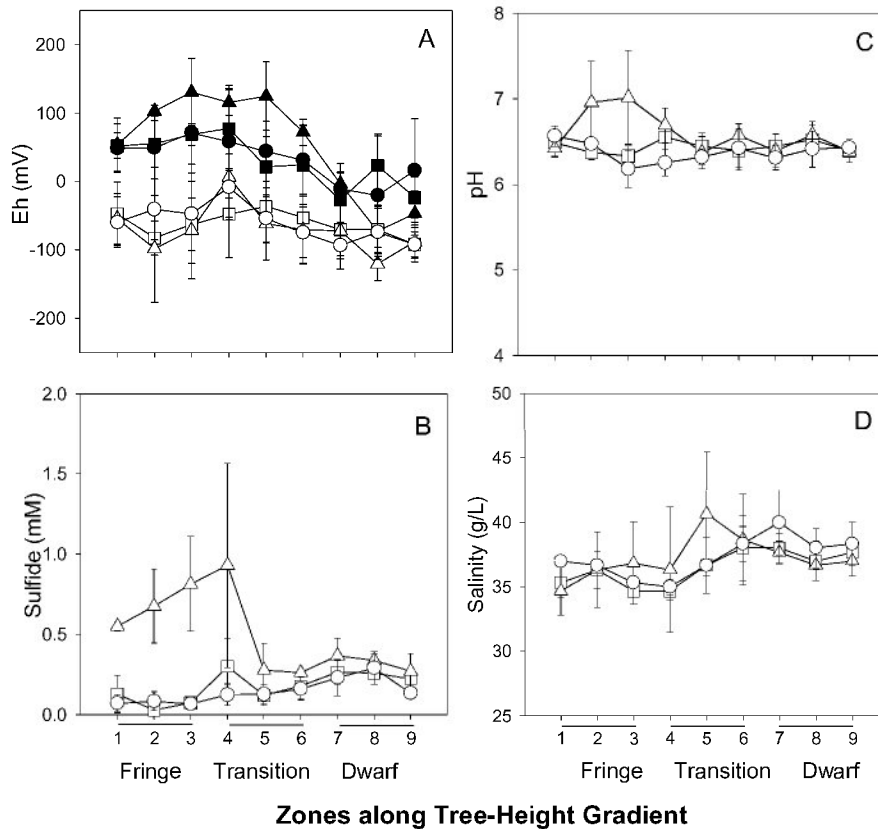 A
200
100
0
-100
-200
Eh (mV)
C
8
7
6
5
4
pH
B
2.0
1.5
1.0
0.5
0.0
Sulfide (mM)
1 2 3 4 5 6 7 8 9
Fringe Transition Dwarf
D
50
45
40
35
30
25
Salinity (g/L)
1 2 3 4 5 6 7 8 9
Fringe Transition Dwarf
Zones along Tree-Height Gradient